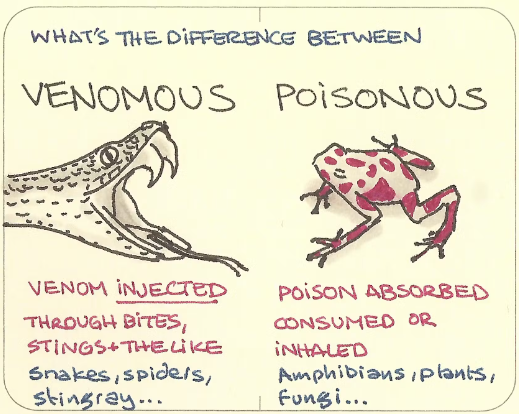 WHAT'S THE DIFFERENCE BETWEEN
VENOMOUS
VENOM INJECTED
THROUGH BITES,
STINGS + THE LIKE
Snakes, spiders,
stingray...
POISONOUS
POISON ABSORBED
CONSUMED OR
INHALED
Amphibians, plants,
Fungi...